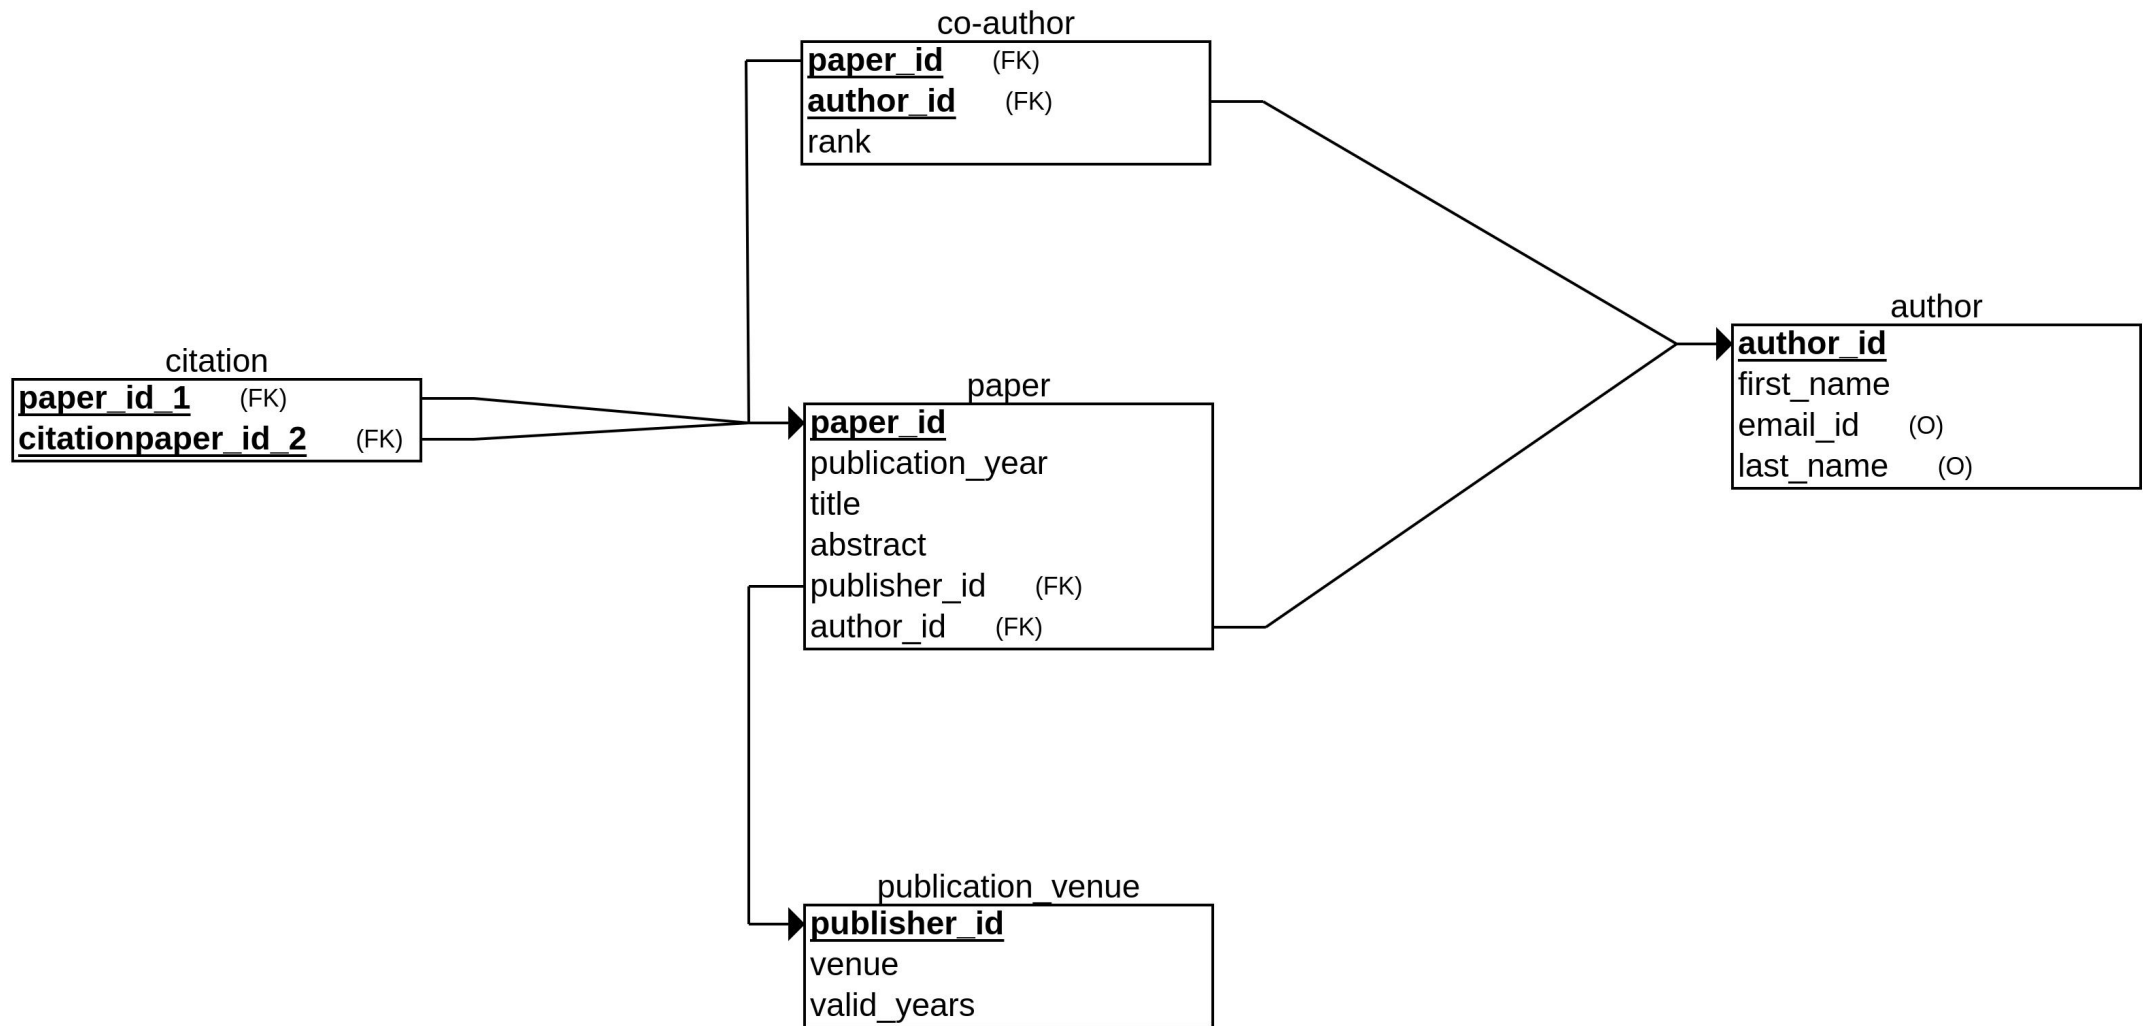 co-author
paper_id (FK)
author_id (FK)
rank
author
author_id
first_name
email_id (O)
last_name (O)
citation
paper_id_1 (FK)
citationpaper_id_2 (FK)
paper
paper_id
publication_year
title
abstract
publisher_id (FK)
author_id (FK)
publication_venue
publisher_id
venue
valid_years